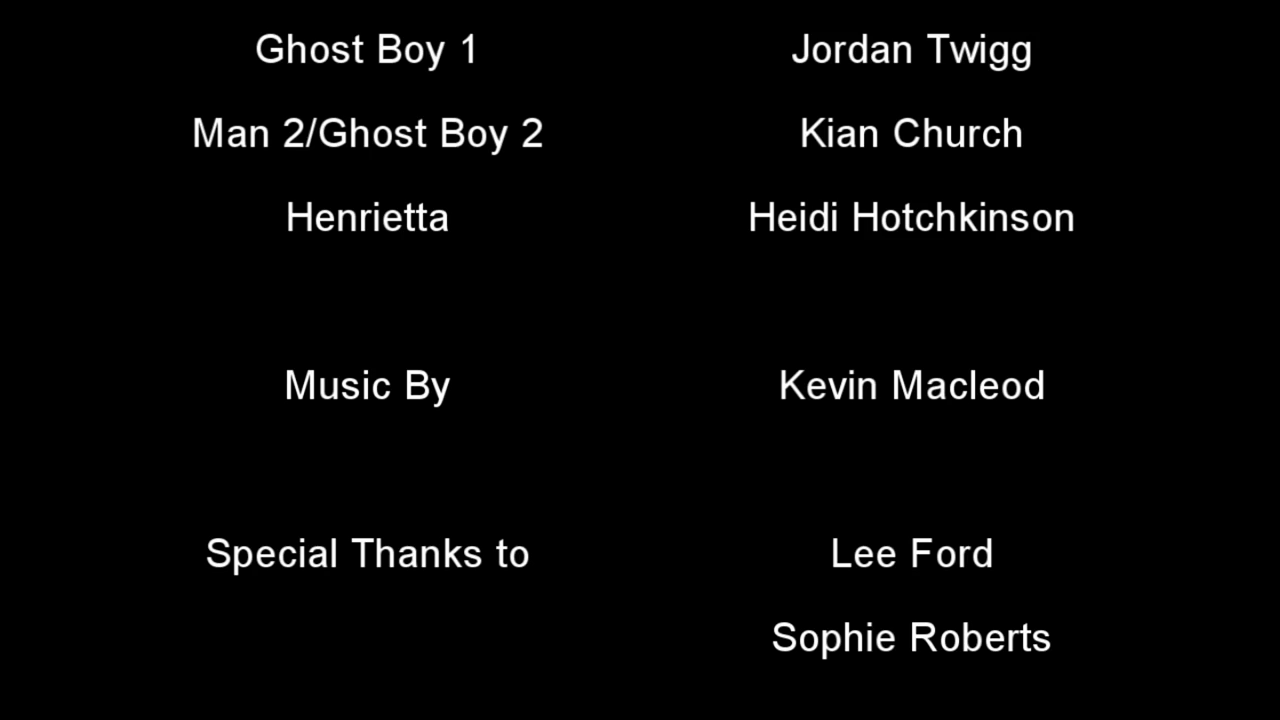 Ghost Boy 1 Jordan Twigg
Man 2/Ghost Boy 2 Kian Church
Henrietta Heidi Hotchkinson
Music By Kevin Macleod
Special Thanks to Lee Ford
Sophie Roberts